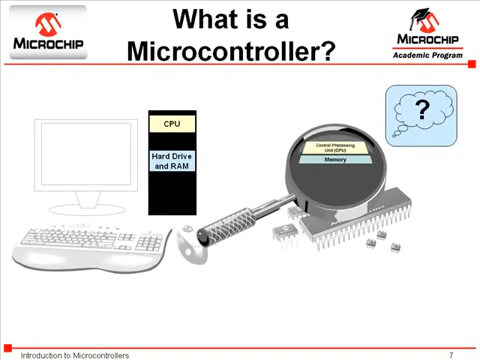 What is a
Microcontroller?
MICROCHIP
MICROCHIP
Academic Program
CPU
Hard Drive
and RAM
Central Processing
Unit (CPU)
Memory
?
Introduction to Microcontrollers
7